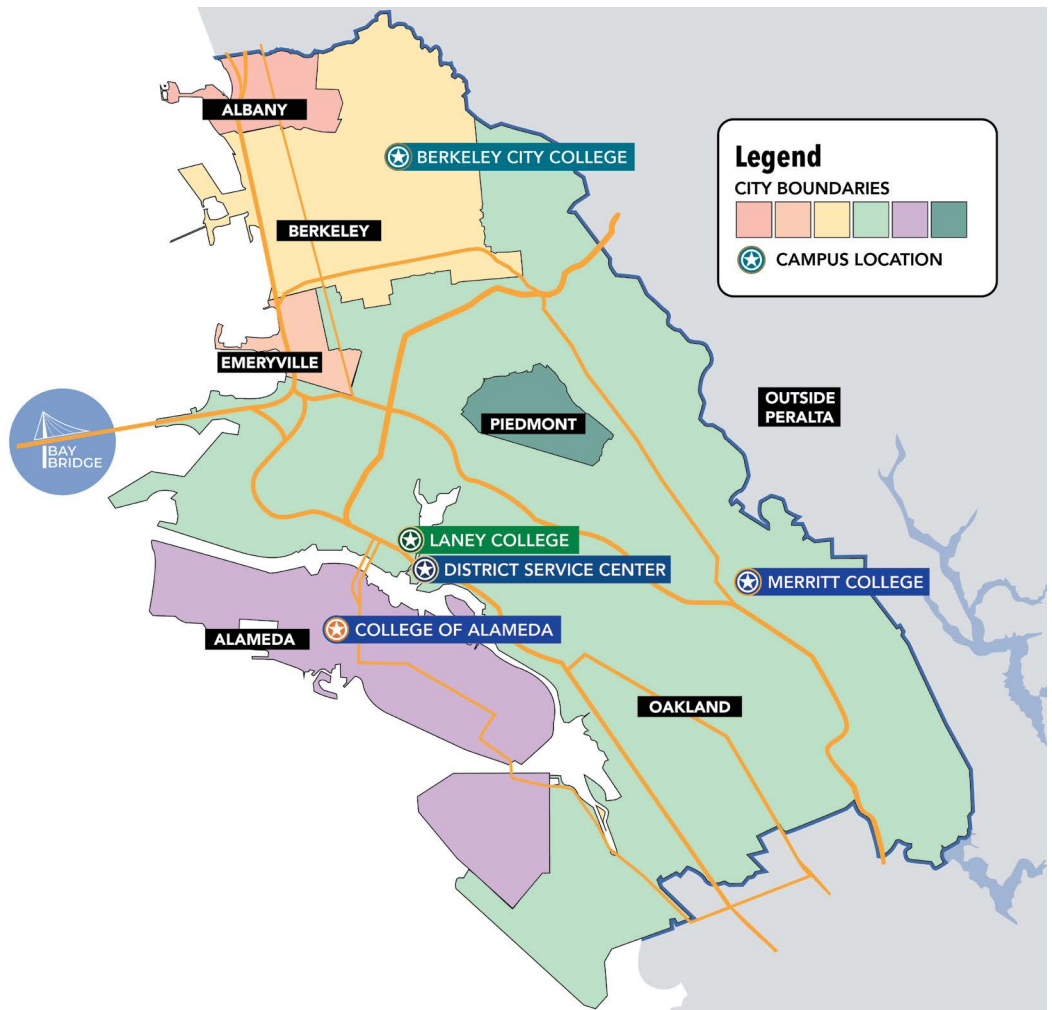 ALBANY
BERKELEY CITY COLLEGE
Legend
CITY BOUNDARIES
CAMPUS LOCATION
BERKELEY
EMERYVILLE
OUTSIDE
PERALTA
PIEDMONT
BAY
BRIDGE
LANEY COLLEGE
DISTRICT SERVICE CENTER
MERRITT COLLEGE
COLLEGE OF ALAMEDA
ALAMEDA
OAKLAND